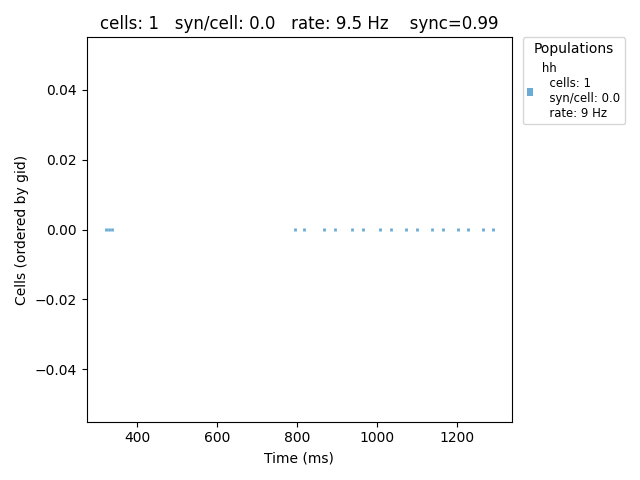 cells: 1   syn/cell: 0.0   rate: 9.5 Hz    sync=0.99
Populations
hh
cells: 1
syn/cell: 0.0
rate: 9 Hz
Cells (ordered by gid)
0.04
0.02
0.00
−0.02
−0.04
400
600
800
1000
1200
Time (ms)